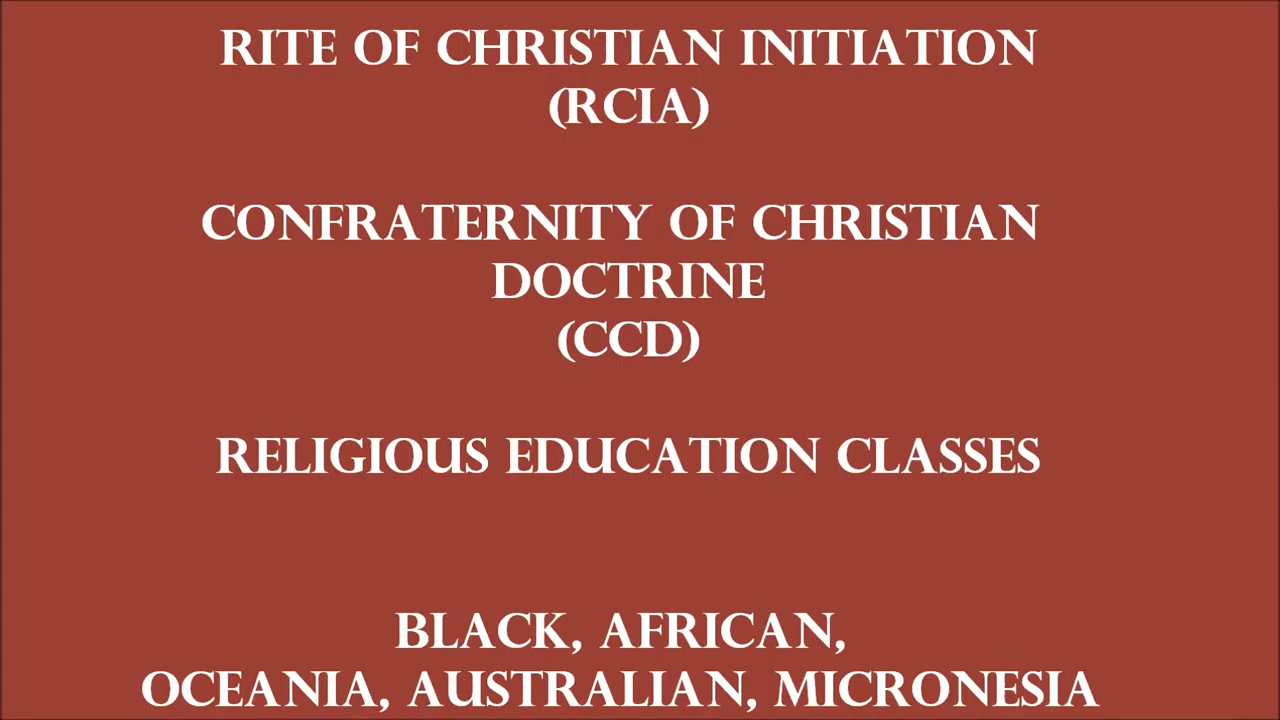 RITE OF CHRISTIAN INITIATION
(RCIA)
CONFRATERNITY OF CHRISTIAN
DOCTRINE
(CCD)
RELIGIOUS EDUCATION CLASSES
BLACK, AFRICAN,
OCEANIA, AUSTRALIAN, MICRONESIA